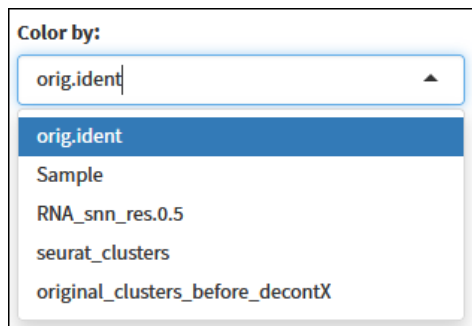 Color by:
orig.ident
orig.ident
Sample
RNA_snn_res.0.5
seurat_clusters
original_clusters_before_decontX